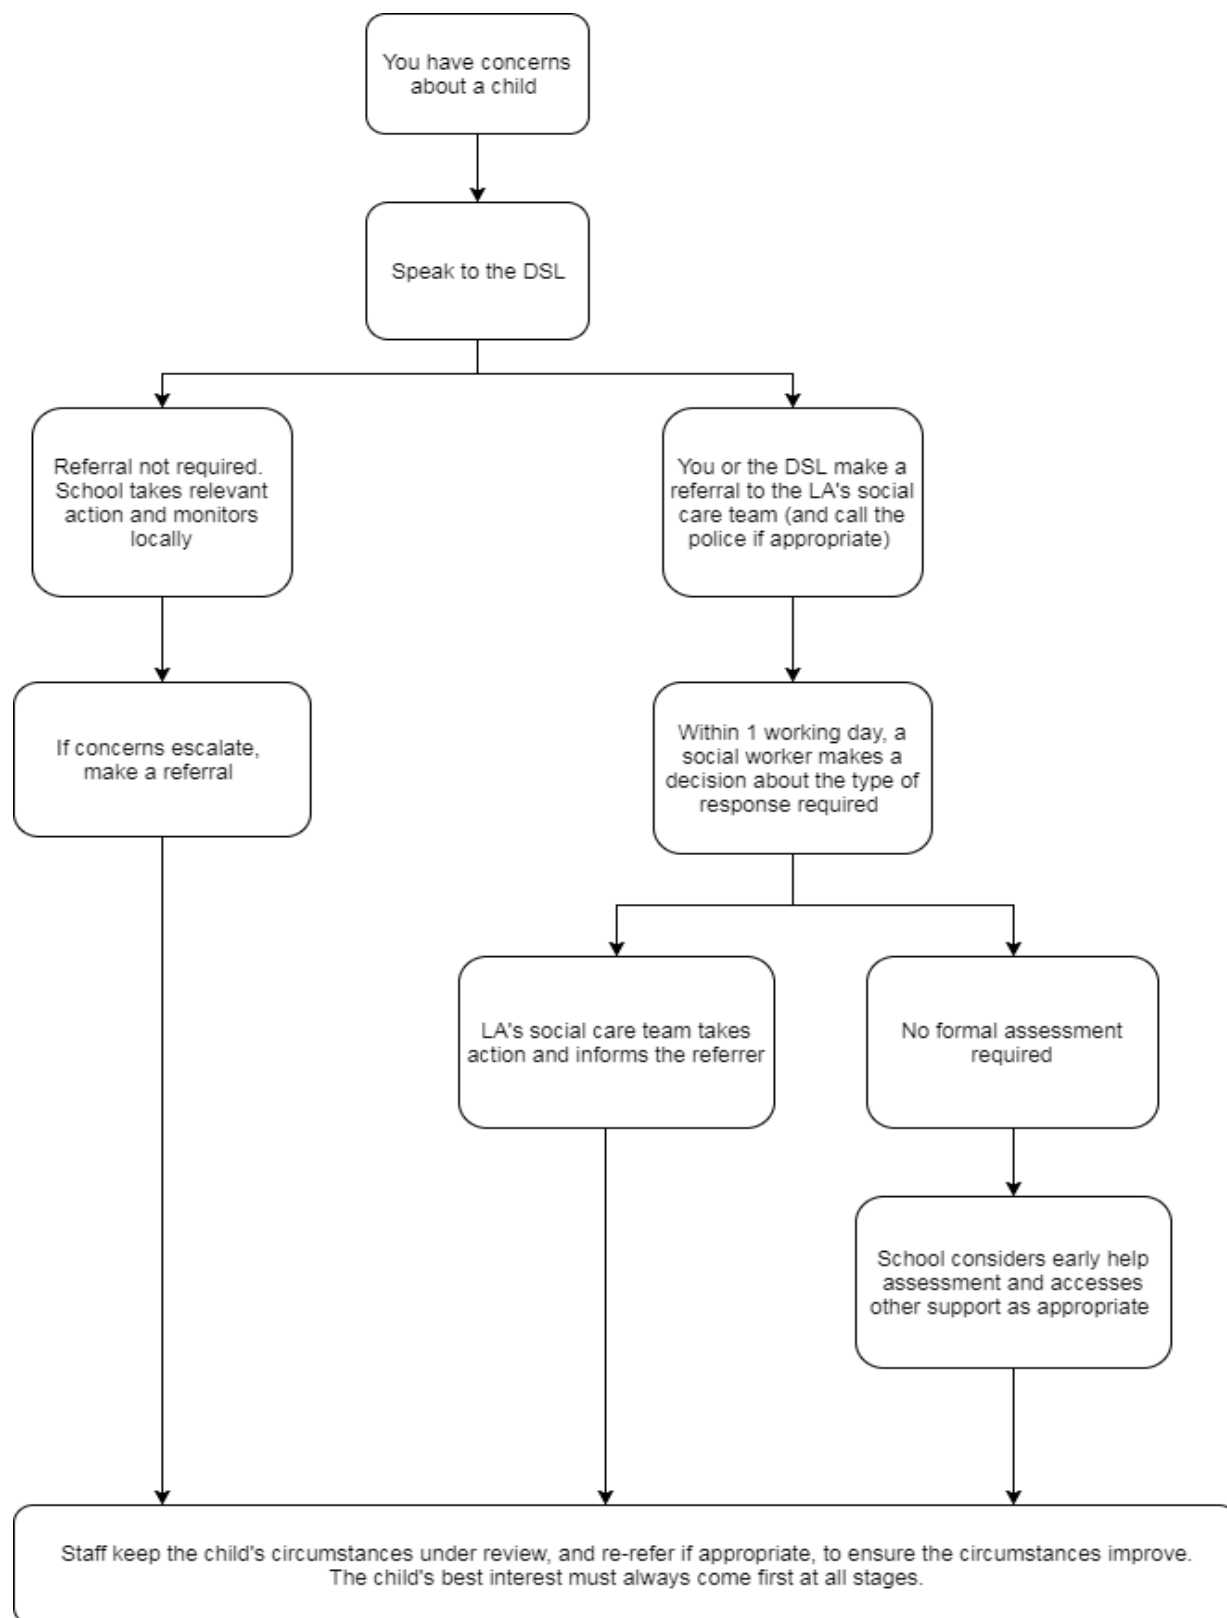 You have concerns
about a child
Speak to the DSL
Referral not required.
School takes relevant
action and monitors
locally
You or the DSL make a
referral to the LA's social
care team (and call the
police if appropriate)
If concerns escalate,
make a referral
Within 1 working day, a
social worker makes a
decision about the type of
response required
LA's social care team takes
action and informs the referrer
No formal assessment
required
School considers early help
assessment and accesses
other support as appropriate
Staff keep the child's circumstances under review, and re-refer if appropriate, to ensure the circumstances improve.
The child's best interest must always come first at all stages.